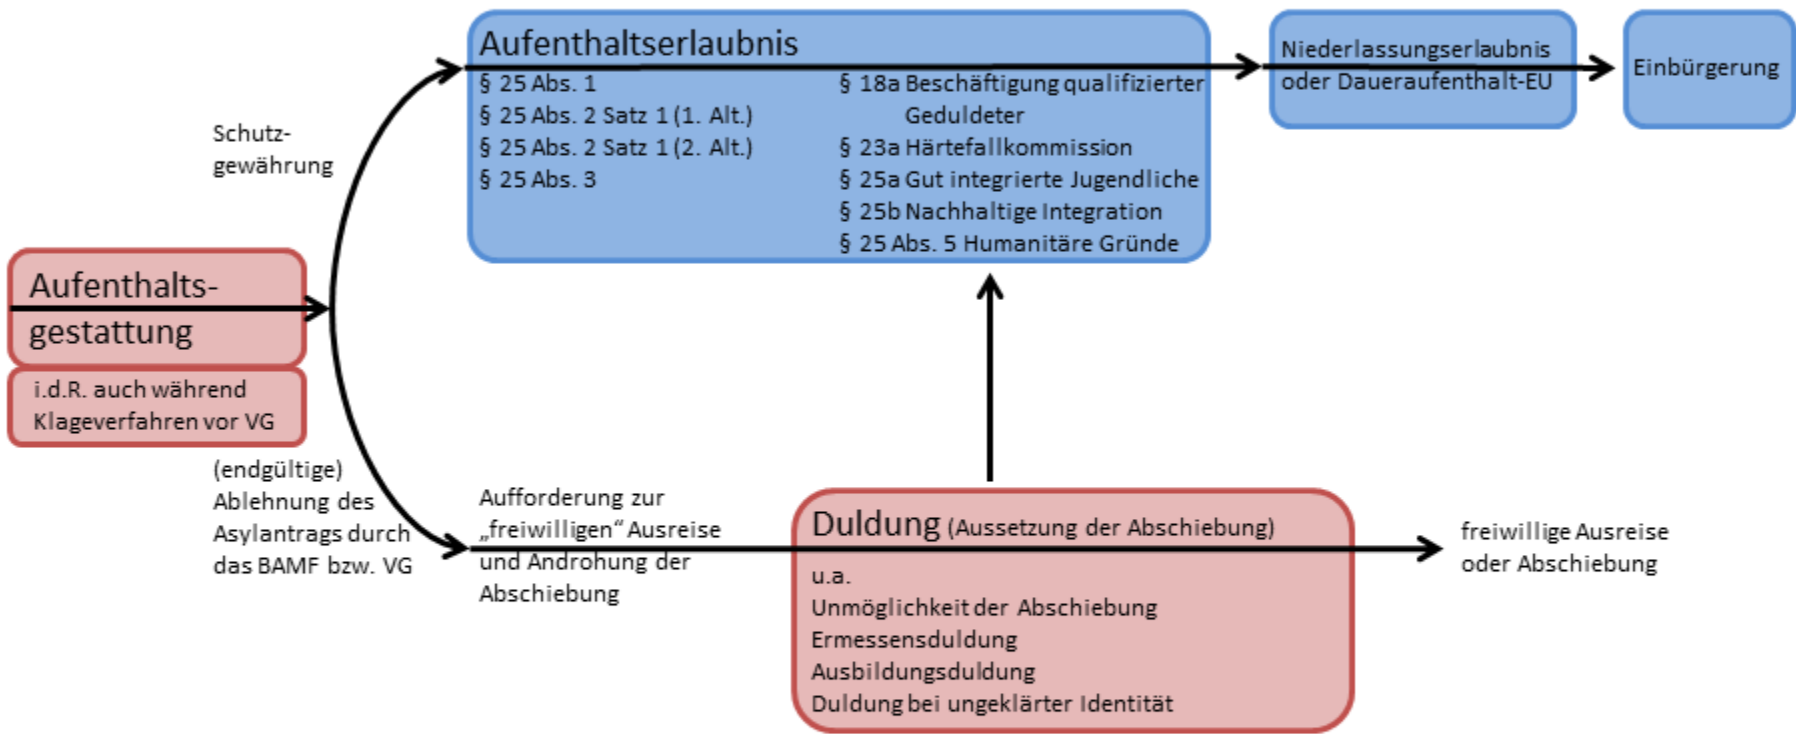 Aufenthalts-
gestattung
i.d.R. auch während
Klageverfahren vor VG
Schutz-
gewährung
(endgültige)
Ablehnung des
Asylantrags durch
das BAMF bzw. VG
Aufenthaltserlaubnis
§ 25 Abs. 1
§ 25 Abs. 2 Satz 1 (1. Alt.)
§ 25 Abs. 2 Satz 1 (2. Alt.)
§ 25 Abs. 3
§ 18a Beschäftigung qualifizierter
Geduldeter
§ 23a Härtefallkommission
§ 25a Gut integrierte Jugendliche
§ 25b Nachhaltige Integration
§ 25 Abs. 5 Humanitäre Gründe
Niederlassungserlaubnis
oder Daueraufenthalt-EU
Einbürgerung
Aufforderung zur
„freiwilligen“ Ausreise
und Androhung der
Abschiebung
Duldung (Aussetzung der Abschiebung)
u.a.
Unmöglichkeit der Abschiebung
Ermessensduldung
Ausbildungsduldung
Duldung bei ungeklärter Identität
freiwillige Ausreise
oder Abschiebung